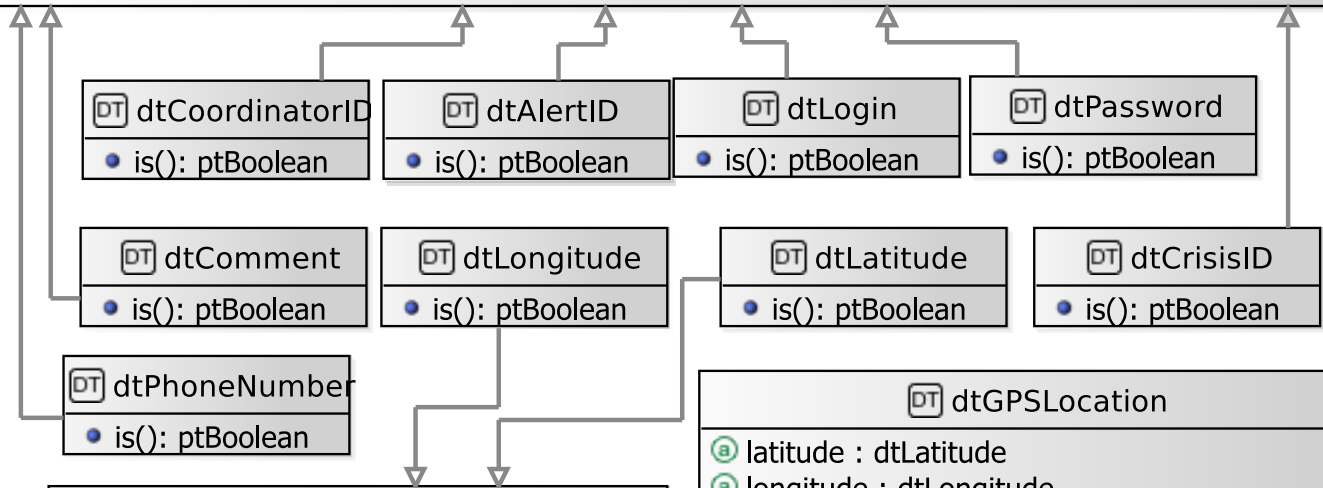 DT dtCoordinatorID
is(): ptBoolean
DT dtAlertID
is(): ptBoolean
DT dtLogin
is(): ptBoolean
DT dtPassword
is(): ptBoolean
DT dtComment
is(): ptBoolean
DT dtLongitude
is(): ptBoolean
DT dtLatitude
is(): ptBoolean
DT dtCrisisID
is(): ptBoolean
DT dtPhoneNumber
is(): ptBoolean
DT dtGPSLocation
a latitude : dtLatitude
a longitude : dtLongitude